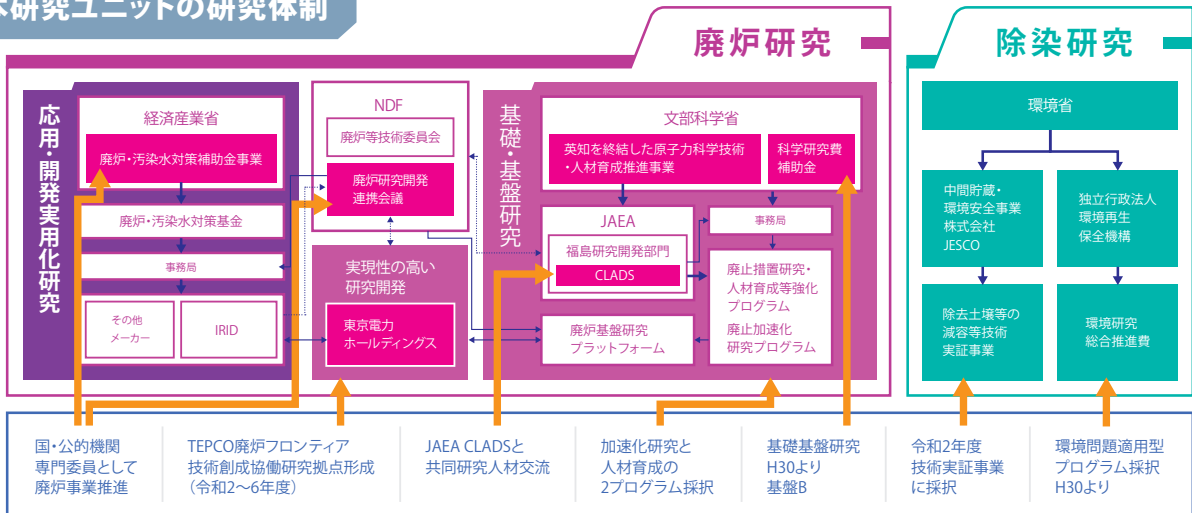 本研究ユニットの研究体制
廃炉研究
除染研究
応用・開発実用化研究
経済産業省
廃炉・汚染水対策補助金事業
廃炉・汚染水対策基金
事務局
その他
メーカー
IRID
NDF
廃炉等技術委員会
廃炉研究開発
連携会議
実現性の高い
研究開発
東京電力
ホールディングス
基礎・基盤研究
文部科学省
英知を終結した原子力科学技術
・人材育成推進事業
科学研究費
補助金
JAEA
福島研究開発部門
CLADS
事務局
廃止措置研究・
人材育成等強化
プログラム
廃止加速化
研究プログラム
廃炉基盤研究
プラットフォーム
環境省
中間貯蔵・
環境安全事業
株式会社
JESCO
独立行政法人
環境再生
保全機構
除去土壌等の
減容等技術
実証事業
環境研究
総合推進費
国・公的機関
専門委員として
廃炉事業推進
TEPCO廃炉フロンティア
技術創成協働研究拠点形成
（令和2〜6年度）
JAEA CLADSと
共同研究人材交流
加速化研究と
人材育成の
2プログラム採択
基礎基盤研究
H30より
基盤B
令和2年度
技術実証事業
に採択
環境問題適用型
プログラム採択
H30より